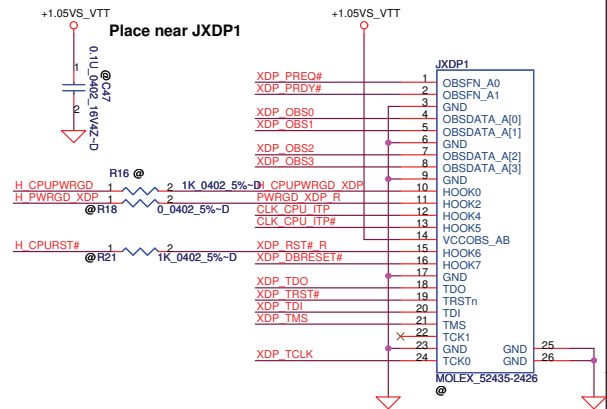 +1.05VS_VTT
Place near JXDP1
+1.05VS_VTT
1
@C47
0.1U_0402_16V4Z~D
2
JXDP1
XDP_PREQ# 1 OBSFN_A0
XDP_PRDY# 2 OBSFN_A1
3 GND
XDP_OBS0 4 OBSDATA_A[0]
XDP_OBS1 5 OBSDATA_A[1]
6 GND
XDP_OBS2 7 OBSDATA_A[2]
XDP_OBS3 8 OBSDATA_A[3]
9 GND
R16 @
H_CPUPWRGD 1 2 1K_0402_5%~D H_CPUPWRGD_XDP 10 HOOK0
H_PWRGD_XDP 1 2 PWRGD_XDP_R 11 HOOK2
@R18 0_0402_5%~D CLK_CPU_ITP 12 HOOK4
CLK_CPU_ITP# 13 HOOK5
14 VCCOBS_AB
H_CPURST# 1 2 XDP_RST#_R 15 HOOK6
@R21 1K_0402_5%~D XDP_DBRESET# 16 HOOK7
17 GND
XDP_TDO 18 TDO
XDP_TRST# 19 TRSTn
XDP_TDI 20 TDI
XDP_TMS 21 TMS
22 TCK1
23 GND GND 25
XDP_TCLK 24 TCK0 GND 26
MOLEX_52435-2426
@